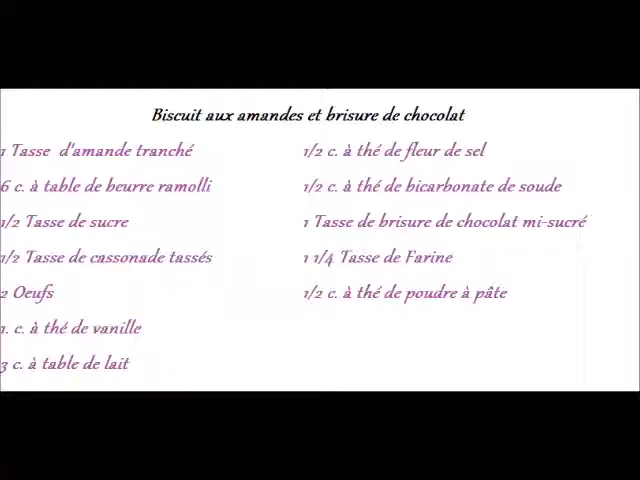 Biscuit aux amandes et brisure de chocolat
1 Tasse d'amande tranché
6 c. à table de beurre ramolli
1/2 Tasse de sucre
1/2 Tasse de cassonade tassés
2 Oeufs
1. c. à thé de vanille
3 c. à table de lait
1/2 c. à thé de fleur de sel
1/2 c. à thé de bicarbonate de soude
1 Tasse de brisure de chocolat mi-sucré
1 1/4 Tasse de Farine
1/2 c. à thé de poudre à pâte